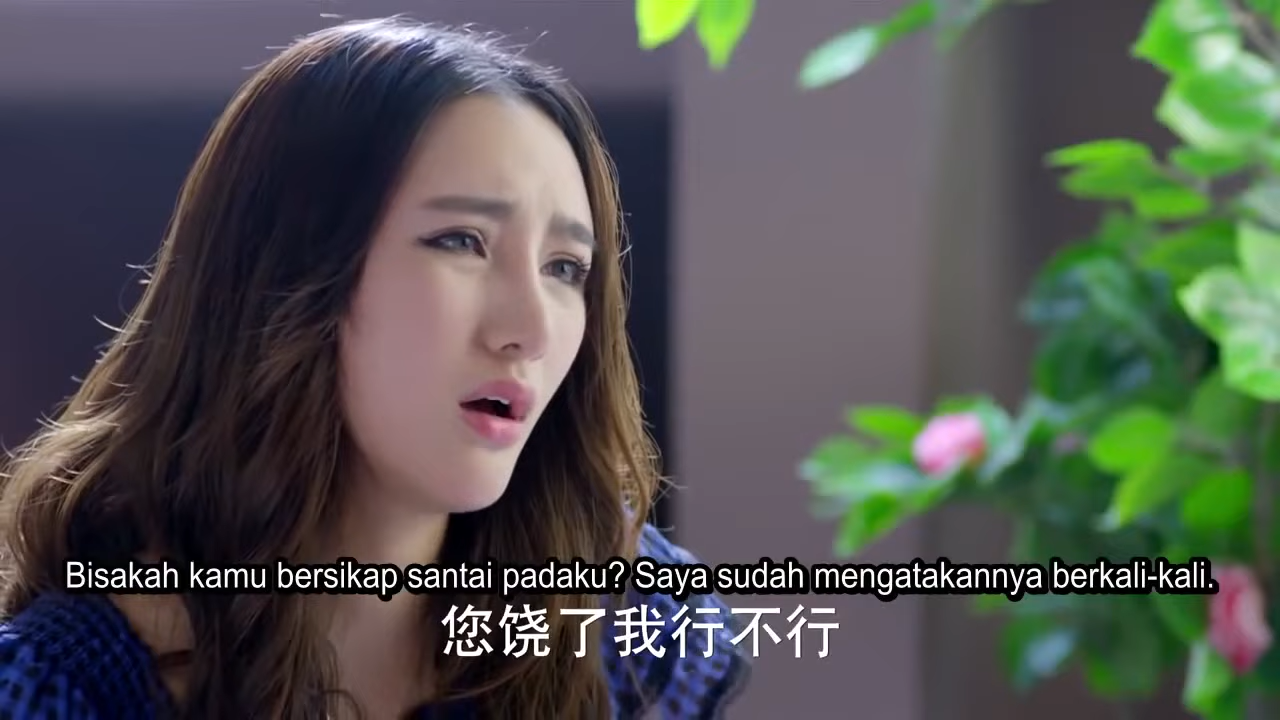 Bisakah kamu bersikap santai padaku? Saya sudah mengatakannya berkali-kali.
您饶了我行不行